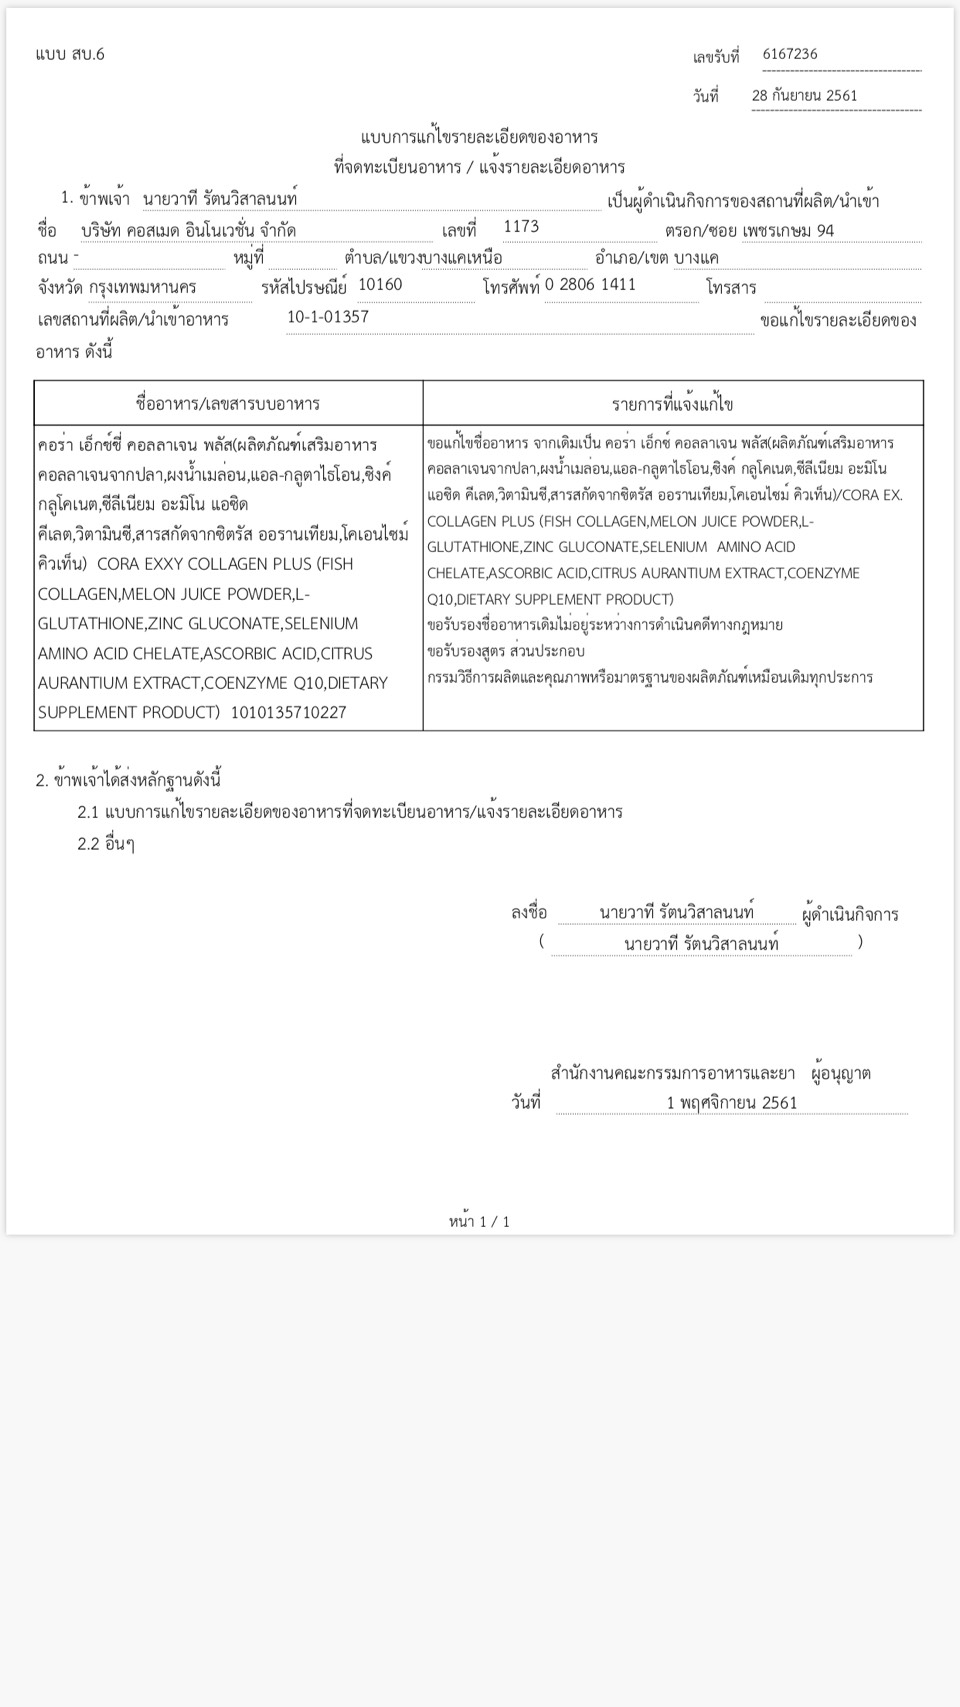 แบบ สบ.6
เลขรับที่ 6167236
วันที่ 28 กันยายน 2561
แบบการแก้ไขรายละเอียดของอาหาร
ที่จดทะเบียนอาหาร / แจ้งรายละเอียดอาหาร
1. ข้าพเจ้า นายวาที รัตนวิสาลนนท์ เป็นผู้ดำเนินกิจการของสถานที่ผลิต/นำเข้า
ชื่อ บริษัท คอสเมด อินโนเวชั่น จำกัด เลขที่ 1173 ตรอก/ซอย เพชรเกษม 94
ถนน - หมู่ที่ ตำบล/แขวงบางแคเหนือ อำเภอ/เขต บางแค
จังหวัด กรุงเทพมหานคร รหัสไปรษณีย์ 10160 โทรศัพท์ 0 2806 1411 โทรสาร
เลขสถานที่ผลิต/นำเข้าอาหาร 10-1-01357 ขอแก้ไขรายละเอียดของ
อาหาร ดังนี้
ชื่ออาหาร/เลขสารบบอาหาร
คอร่า เอ็กซ์ซี่ คอลลาเจน พลัส(ผลิตภัณฑ์เสริมอาหาร
คอลลาเจนจากปลา,ผงน้ำเมล่อน,แอล-กลูตาไธโอน,ซิงค์
กลูโคเนต,ซีลีเนียม อะมิโน แอซิด
คีเลต,วิตามินซี,สารสกัดจากซิตรัส ออรานเทียม,โคเอนไซม์
คิวเท็น) CORA EXXY COLLAGEN PLUS (FISH
COLLAGEN,MELON JUICE POWDER,L-
GLUTATHIONE,ZINC GLUCONATE,SELENIUM
AMINO ACID CHELATE,ASCORBIC ACID,CITRUS
AURANTIUM EXTRACT,COENZYME Q10,DIETARY
SUPPLEMENT PRODUCT) 1010135710227
รายการที่แจ้งแก้ไข
ขอแก้ไขชื่ออาหาร จากเดิมเป็น คอร่า เอ็กซ์ คอลลาเจน พลัส(ผลิตภัณฑ์เสริมอาหาร
คอลลาเจนจากปลา,ผงน้ำเมล่อน,แอล-กลูตาไธโอน,ซิงค์ กลูโคเนต,ซีลีเนียม อะมิโน
แอซิด คีเลต,วิตามินซี,สารสกัดจากซิตรัส ออรานเทียม,โคเอนไซม์ คิวเท็น)/CORA EX.
COLLAGEN PLUS (FISH COLLAGEN,MELON JUICE POWDER,L-
GLUTATHIONE,ZINC GLUCONATE,SELENIUM AMINO ACID
CHELATE,ASCORBIC ACID,CITRUS AURANTIUM EXTRACT,COENZYME
Q10,DIETARY SUPPLEMENT PRODUCT)
ขอรับรองชื่ออาหารเดิมไม่อยู่ระหว่างการดำเนินคดีทางกฎหมาย
ขอรับรองสูตร ส่วนประกอบ
กรรมวิธีการผลิตและคุณภาพหรือมาตรฐานของผลิตภัณฑ์เหมือนเดิมทุกประการ
2. ข้าพเจ้าได้ส่งหลักฐานดังนี้
2.1 แบบการแก้ไขรายละเอียดของอาหารที่จดทะเบียนอาหาร/แจ้งรายละเอียดอาหาร
2.2 อื่นๆ
ลงชื่อ นายวาที รัตนวิสาลนนท์ ผู้ดำเนินกิจการ
( นายวาที รัตนวิสาลนนท์ )
สำนักงานคณะกรรมการอาหารและยา ผู้อนุญาต
วันที่ 1 พฤศจิกายน 2561
หน้า 1 / 1